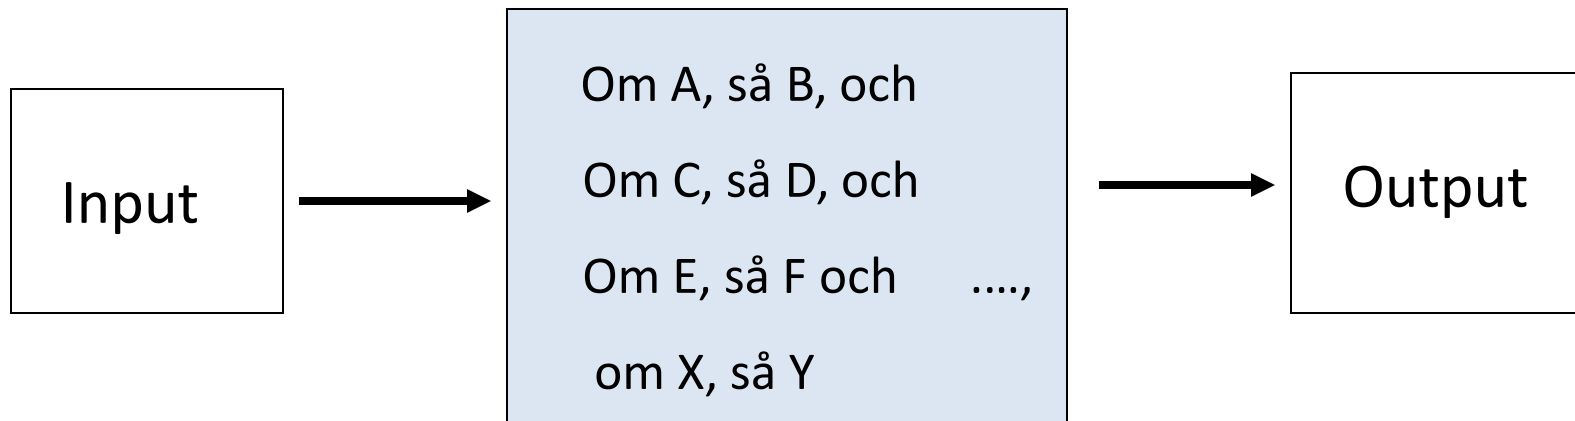 Input
Om A, så B, och
Om C, så D, och
Om E, så F och ....,
om X, så Y
Output